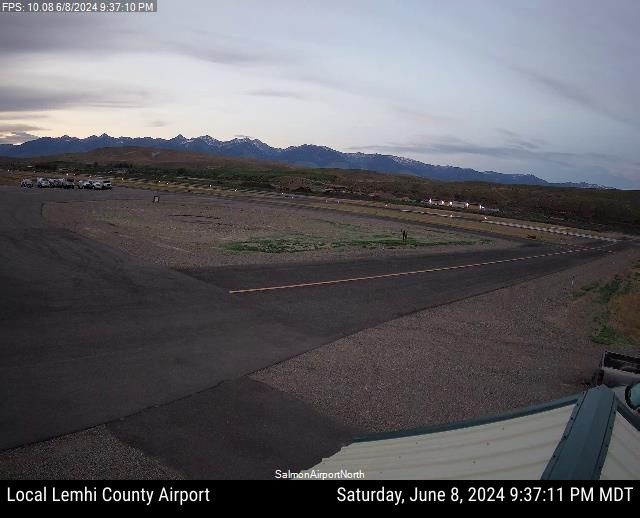 FPS: 10.08 6/8/2024 9:37:10 PM
SalmonAirportNorth
Local Lemhi County Airport Saturday, June 8, 2024 9:37:11 PM MDT